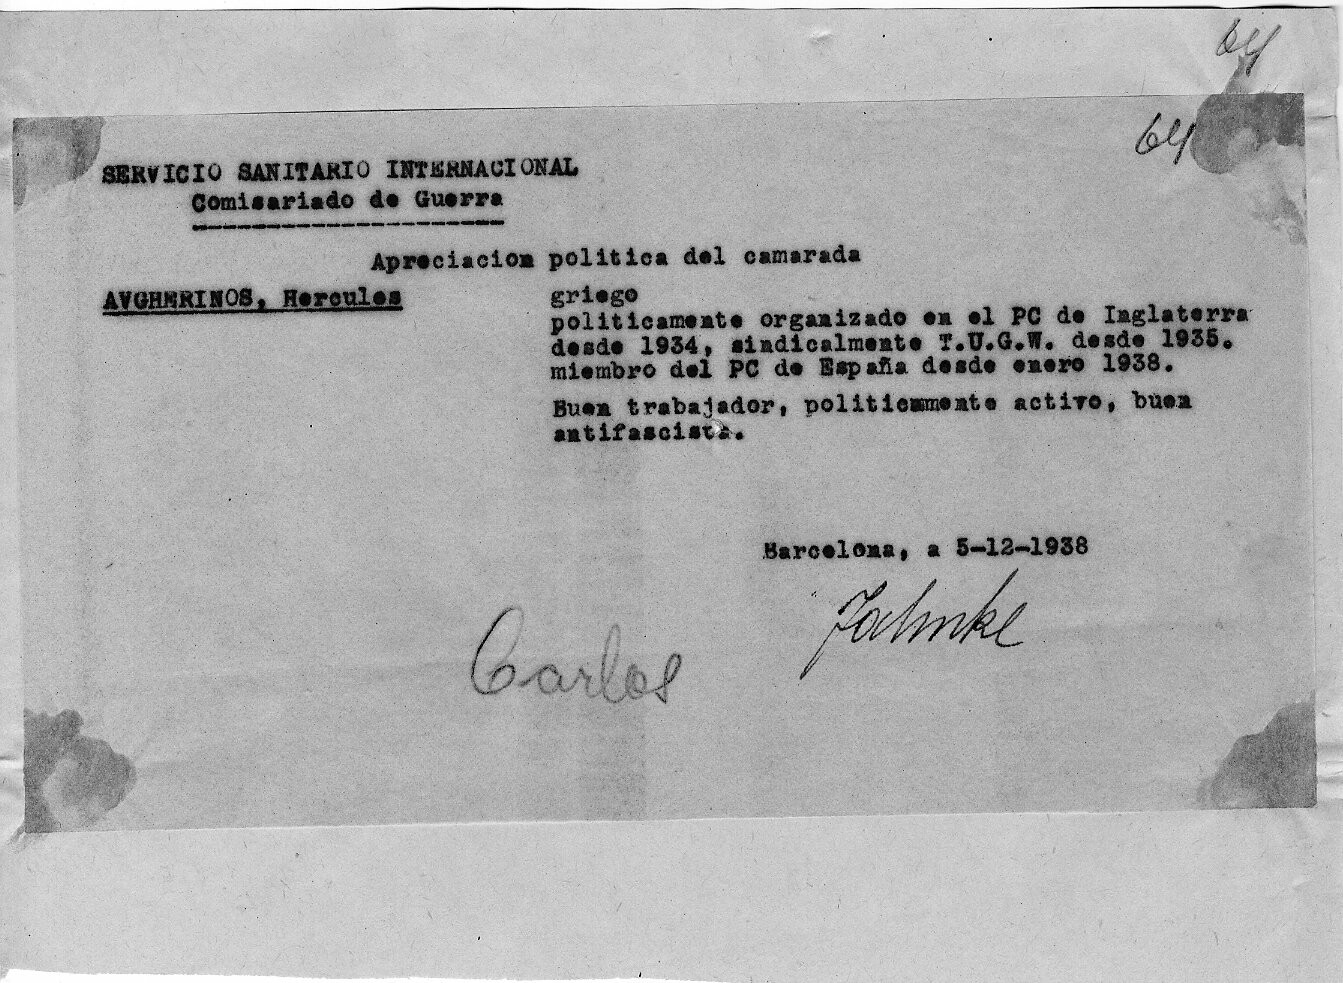 64
64
SERVICIO SANITARIO INTERNACIONAL
Comisariado de Guerra
Apreciacion politica del camarada
AVGHERINOS, Hercules
griego
politicamente organizado en el PC de Inglaterra
desde 1934, sindicalmente T.U.G.W. desde 1935.
miembro del PC de España desde enero 1938.
Buen trabajador, politicamente activo, buen
antifascista.
Barcelona, a 5-12-1938
Jahnke
Carlos